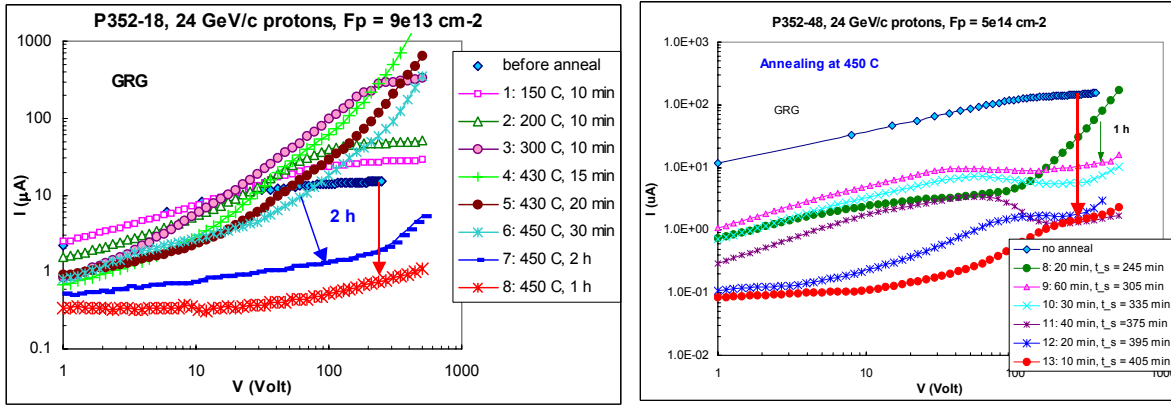 P352-18, 24 GeV/c protons, Fp = 9e13 cm-2
1000
100
10
1
0.1
I (μA)
GRG
2 h
1
10
100
1000
V (Volt)
before anneal
1: 150 C, 10 min
2: 200 C, 10 min
3: 300 C, 10 min
4: 430 C, 15 min
5: 430 C, 20 min
6: 450 C, 30 min
7: 450 C, 2 h
8: 450 C, 1 h
P352-48, 24 GeV/c protons, Fp = 5e14 cm-2
1.0E+03
1.0E+02
1.0E+01
1.0E+00
1.0E-01
1.0E-02
I (uA)
Annealing at 450 C
GRG
1 h
1
10
100
1000
V (Volt)
no anneal
8: 20 min, t_s = 245 min
9: 60 min, t_s = 305 min
10: 30 min, t_s = 335 min
11: 40 min, t_s =375 min
12: 20 min, t_s = 395 min
13: 10 min, t_s = 405 min